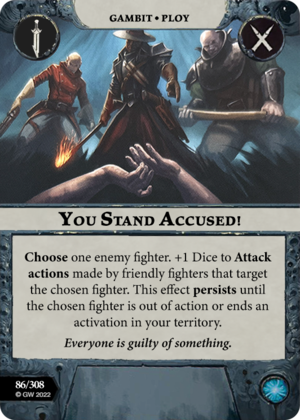 GAMBIT • PLOY
YOU STAND ACCUSED!
Choose one enemy fighter. +1 Dice to Attack
actions made by friendly fighters that target
the chosen fighter. This effect persists until
the chosen fighter is out of action or ends an
activation in your territory.
Everyone is guilty of something.
86/308
© GW 2022